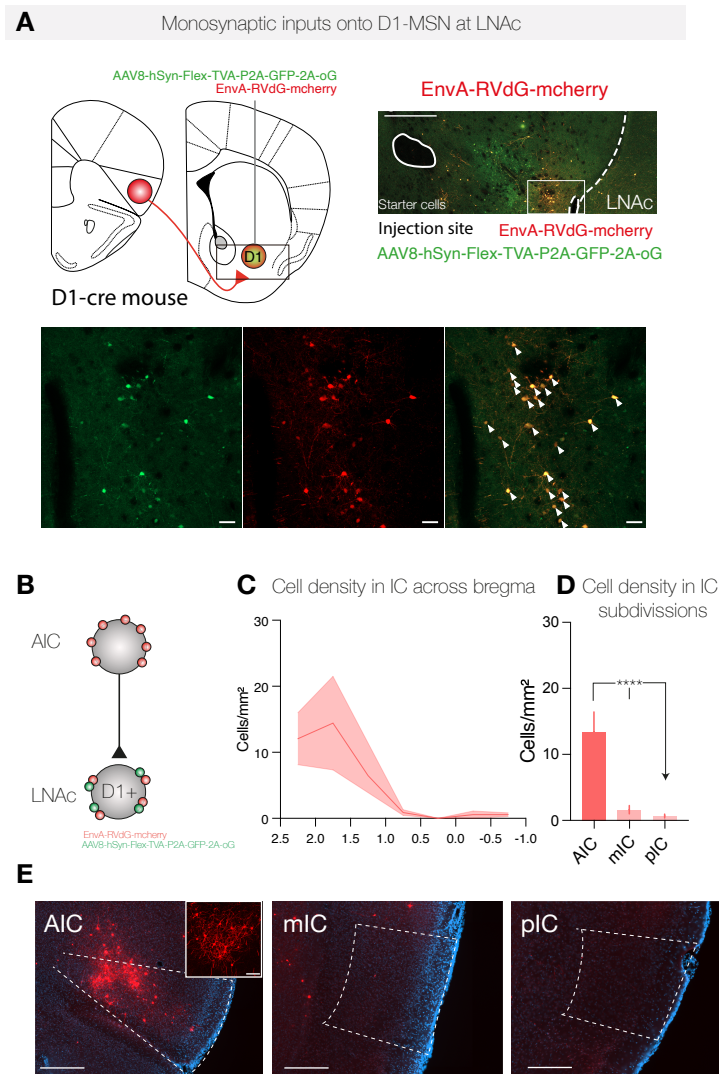 A
Monosynaptic inputs onto D1-MSN at LNAc
AAV8-hSyn-Flex-TVA-P2A-GFP-2A-oG
EnvA-RVdG-mcherry
D1
D1-cre mouse
EnvA-RVdG-mcherry
Starter cells
LNAc
Injection site
EnvA-RVdG-mcherry
AAV8-hSyn-Flex-TVA-P2A-GFP-2A-oG
B
AIC
LNAc
D1+
EnvA-RVdG-mcherry
AAV8-hSyn-Flex-TVA-P2A-GFP-2A-oG
C
Cell density in IC across bregma
Cells/mm²
30
20
10
0
2.5 2.0 1.5 1.0 0.5 0.0 -0.5 -1.0
D
Cell density in IC
subdivissions
Cells/mm²
30
20
10
0
****
AIC
mIC
pIC
E
AIC
mIC
pIC